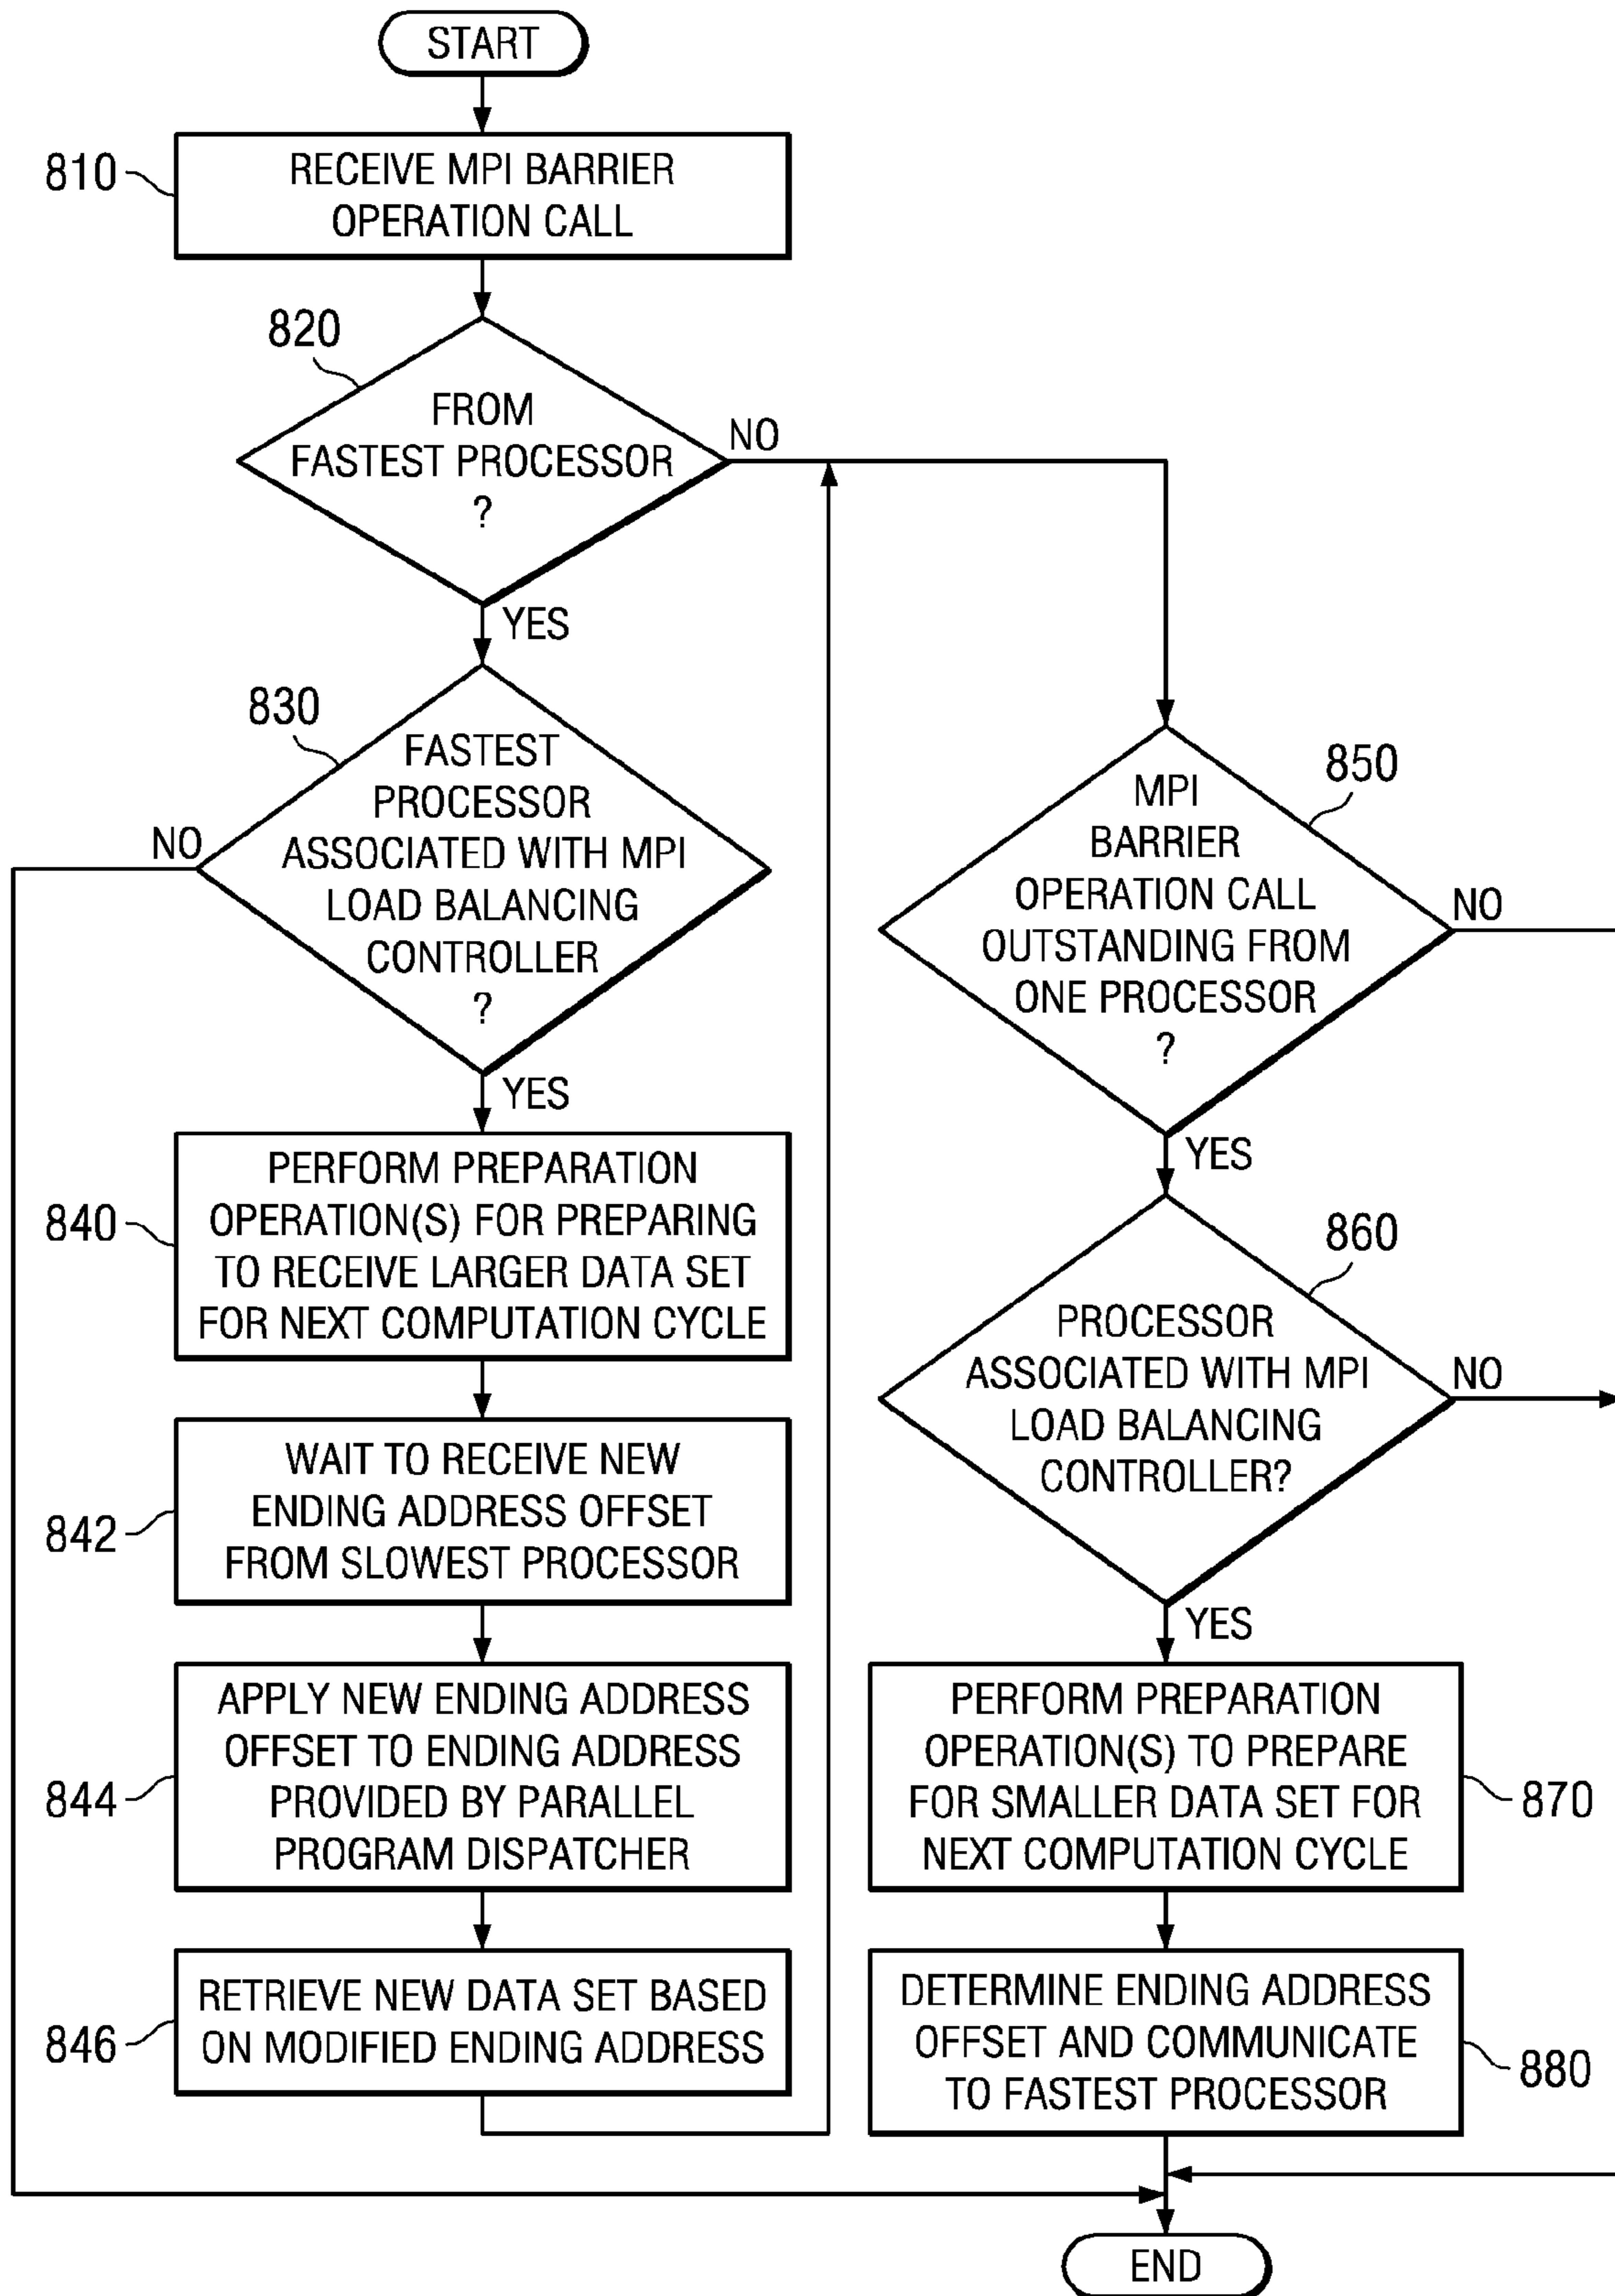 START
810
RECEIVE MPI BARRIER
OPERATION CALL
820
FROM
FASTEST PROCESSOR
?
NO
YES
830
FASTEST
PROCESSOR
ASSOCIATED WITH MPI
LOAD BALANCING
CONTROLLER
?
NO
YES
840
PERFORM PREPARATION
OPERATION(S) FOR PREPARING
TO RECEIVE LARGER DATA SET
FOR NEXT COMPUTATION CYCLE
842
WAIT TO RECEIVE NEW
ENDING ADDRESS OFFSET
FROM SLOWEST PROCESSOR
844
APPLY NEW ENDING ADDRESS
OFFSET TO ENDING ADDRESS
PROVIDED BY PARALLEL
PROGRAM DISPATCHER
846
RETRIEVE NEW DATA SET BASED
ON MODIFIED ENDING ADDRESS
850
MPI
BARRIER
OPERATION CALL
OUTSTANDING FROM
ONE PROCESSOR
?
NO
YES
860
PROCESSOR
ASSOCIATED WITH MPI
LOAD BALANCING
CONTROLLER?
NO
YES
PERFORM PREPARATION
OPERATION(S) TO PREPARE
FOR SMALLER DATA SET FOR
NEXT COMPUTATION CYCLE
870
DETERMINE ENDING ADDRESS
OFFSET AND COMMUNICATE
TO FASTEST PROCESSOR
880
END